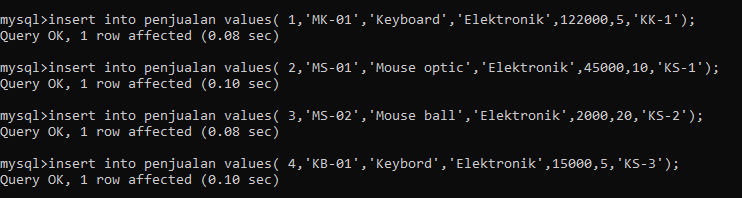 mysql>insert into penjualan values( 1,'MK-01','Keyboard','Elektronik',122000,5,'KK-1');
Query OK, 1 row affected (0.08 sec)
mysql>insert into penjualan values( 2,'MS-01','Mouse optic','Elektronik',45000,10,'KS-1');
Query OK, 1 row affected (0.10 sec)
mysql>insert into penjualan values( 3,'MS-02','Mouse ball','Elektronik',2000,20,'KS-2');
Query OK, 1 row affected (0.08 sec)
mysql>insert into penjualan values( 4,'KB-01','Keybord','Elektronik',15000,5,'KS-3');
Query OK, 1 row affected (0.10 sec)